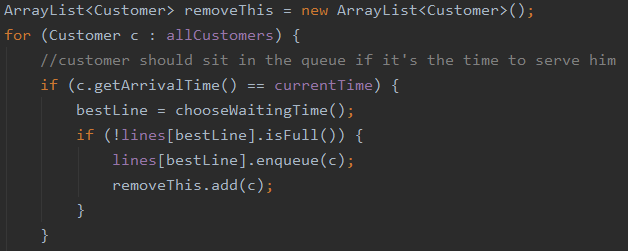 ArrayList<Customer> removeThis = new ArrayList<Customer>();
for (Customer c : allCustomers) {
    //customer should sit in the queue if it's the time to serve him
    if (c.getArrivalTime() == currentTime) {
        bestLine = chooseWaitingTime();
        if (!lines[bestLine].isFull()) {
            lines[bestLine].enqueue(c);
            removeThis.add(c);
        }
    }